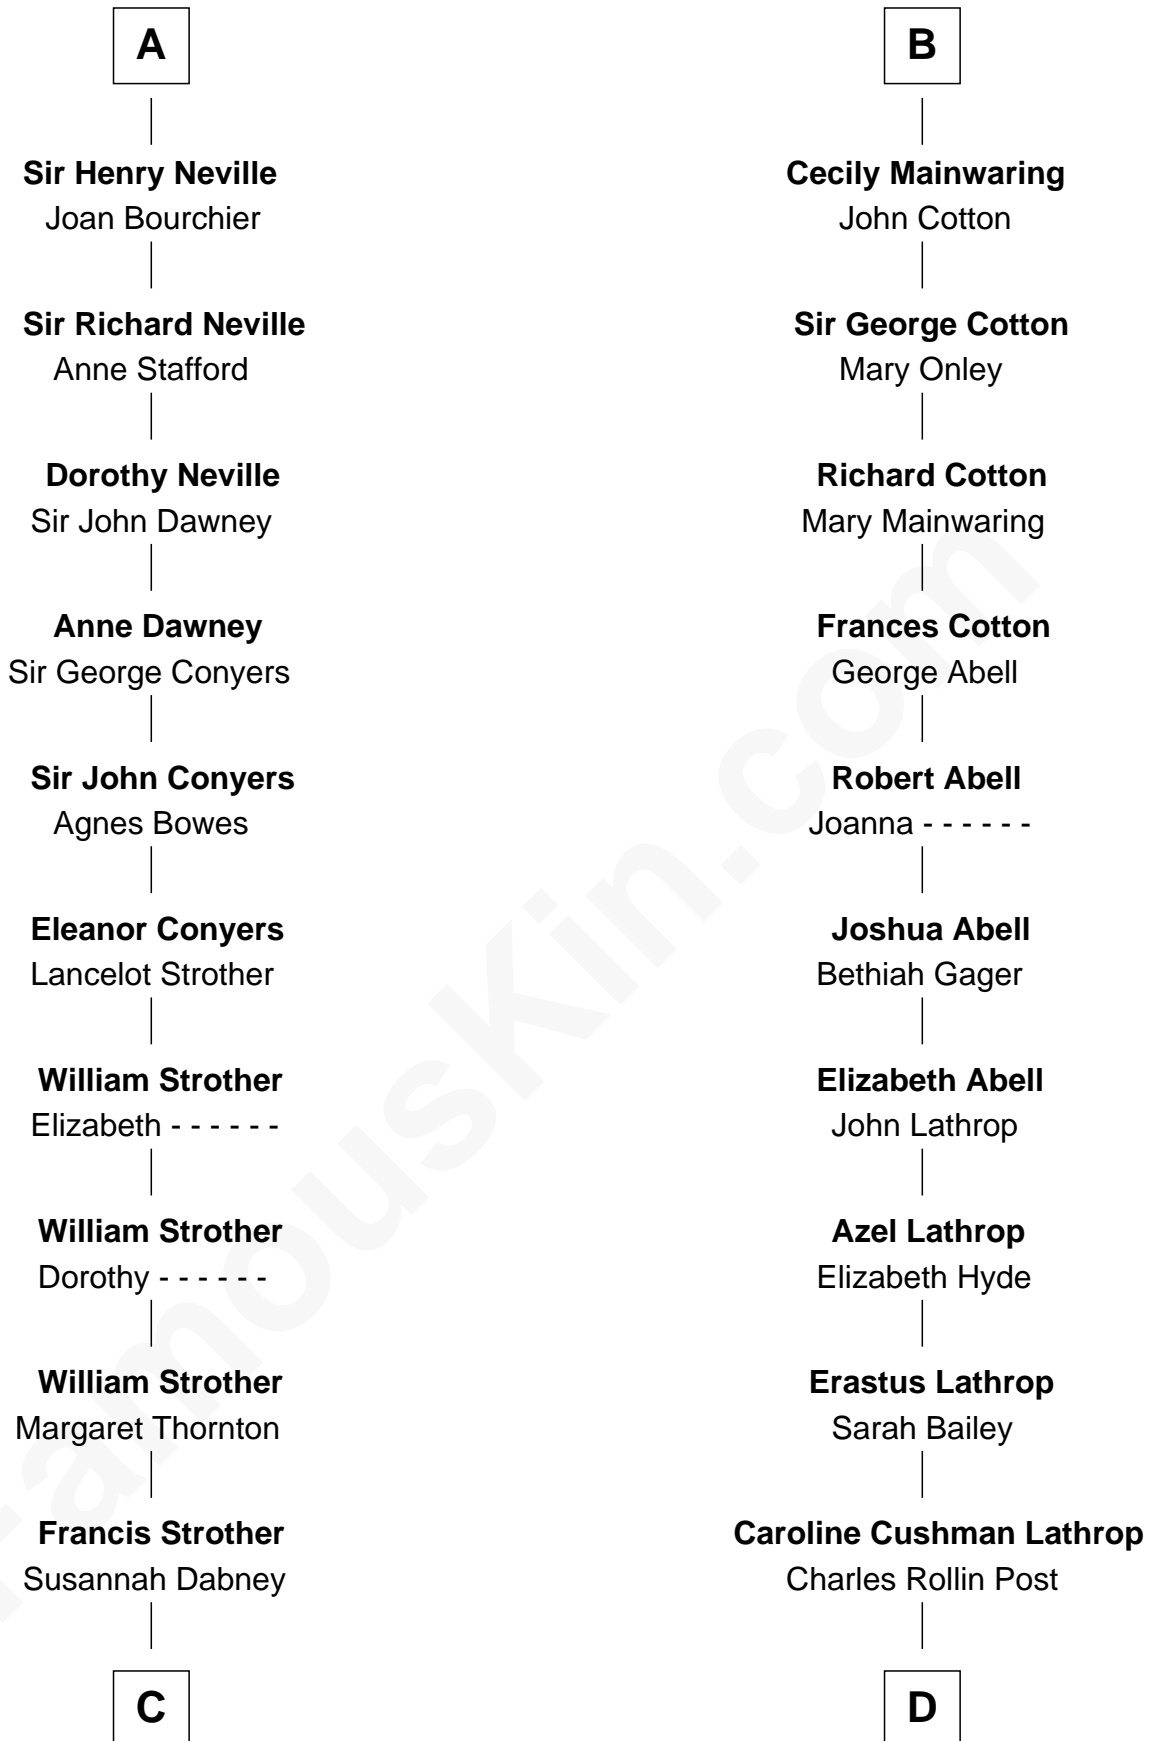 A
Sir Henry Neville
Joan Bourchier
Sir Richard Neville
Anne Stafford
Dorothy Neville
Sir John Dawney
Anne Dawney
Sir George Conyers
Sir John Conyers
Agnes Bowes
Eleanor Conyers
Lancelot Strother
William Strother
Elizabeth - - - - - -
William Strother
Dorothy - - - - - -
William Strother
Margaret Thornton
Francis Strother
Susannah Dabney
C
B
Cecily Mainwaring
John Cotton
Sir George Cotton
Mary Onley
Richard Cotton
Mary Mainwaring
Frances Cotton
George Abell
Robert Abell
Joanna - - - - - -
Joshua Abell
Bethiah Gager
Elizabeth Abell
John Lathrop
Azel Lathrop
Elizabeth Hyde
Erastus Lathrop
Sarah Bailey
Caroline Cushman Lathrop
Charles Rollin Post
D
FamousKin.com